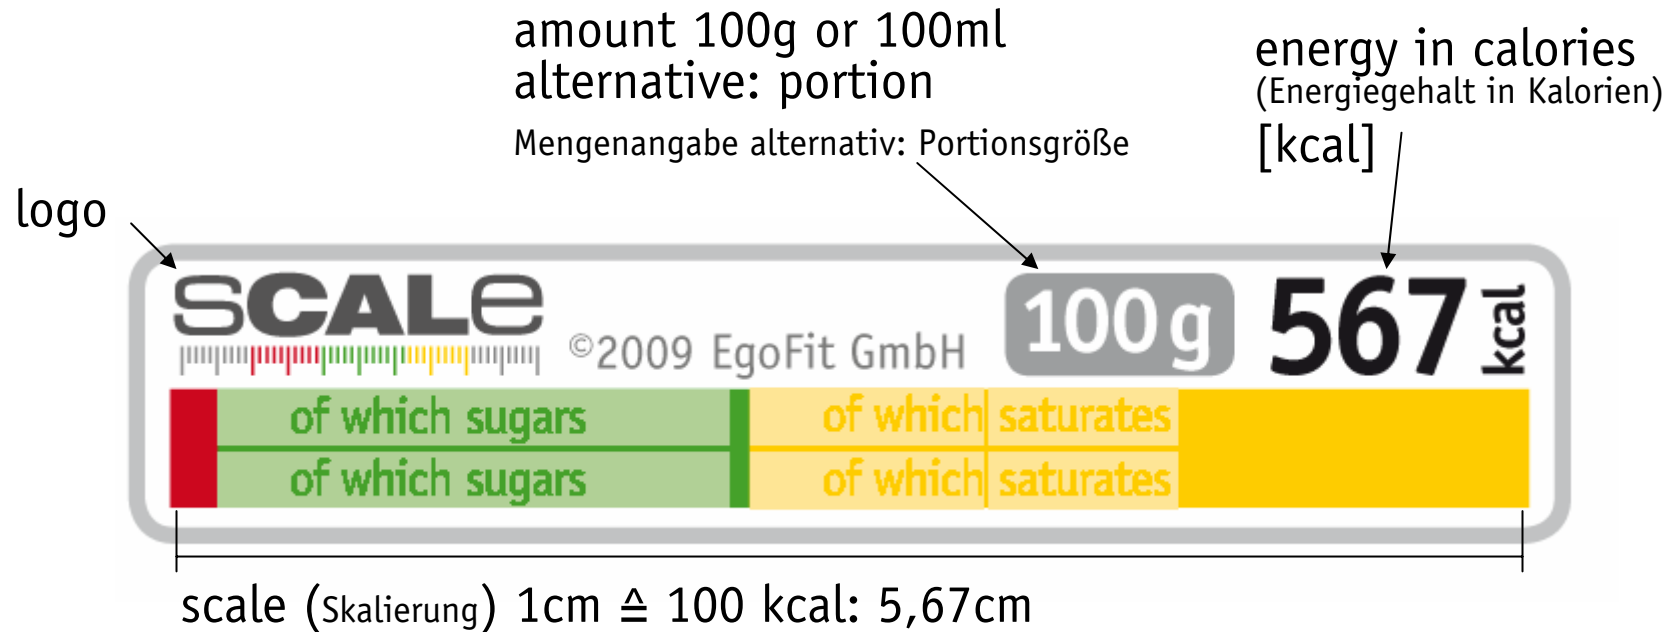 amount 100g or 100ml
alternative: portion
Mengenangabe alternativ: Portionsgröße
energy in calories
(Energiegehalt in Kalorien)
[kcal]
logo
SCALe
©2009 EgoFit GmbH
100g
567 kcal
of which sugars
of which saturates
of which sugars
of which saturates
scale (Skalierung) 1cm ≙ 100 kcal: 5,67cm